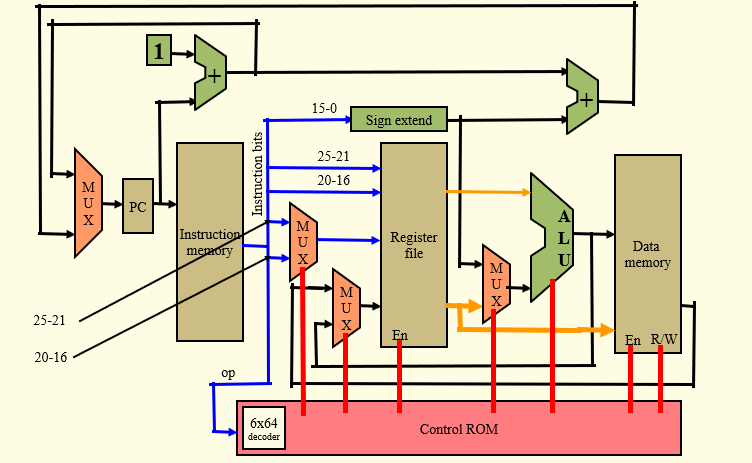 1
+
+
15-0
Sign extend
Instruction bits
25-21
20-16
M
U
X
PC
Instruction
memory
M
U
X
Register
file
A
L
U
Data
memory
M
U
X
M
U
X
25-21
20-16
En
En
R/W
op
6x64
decoder
Control ROM